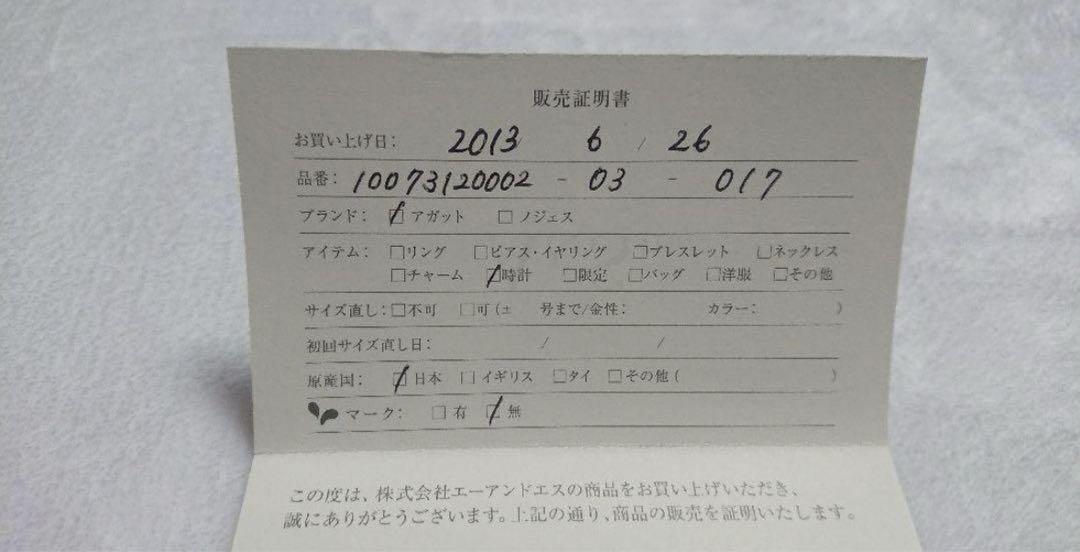 販売証明書
お買い上げ日： 2013 6 / 26
品番：10073120002 - 03 - 017
ブランド： ☑アガット □ノジェス
アイテム： □リング □ピアス・イヤリング □ブレスレット □ネックレス
□チャーム ☑時計 □限定 □バッグ □洋服 □その他
サイズ直し：□不可 □可（± 号まで/金性： カラー： ）
初回サイズ直し日： / /
原産国： ☑日本 □イギリス □タイ □その他（ ）
マーク： □有 ☑無
この度は、株式会社エーアンドエスの商品をお買い上げいただき、
誠にありがとうございます。上記の通り、商品の販売を証明いたします。